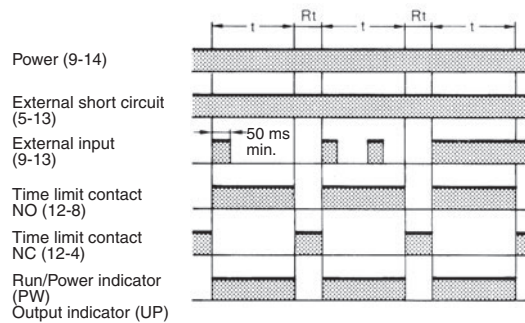 t Rt t Rt t
Power (9-14)
External short circuit
(5-13)
External input
(9-13)
50 ms
min.
Time limit contact
NO (12-8)
Time limit contact
NC (12-4)
Run/Power indicator
(PW)
Output indicator (UP)